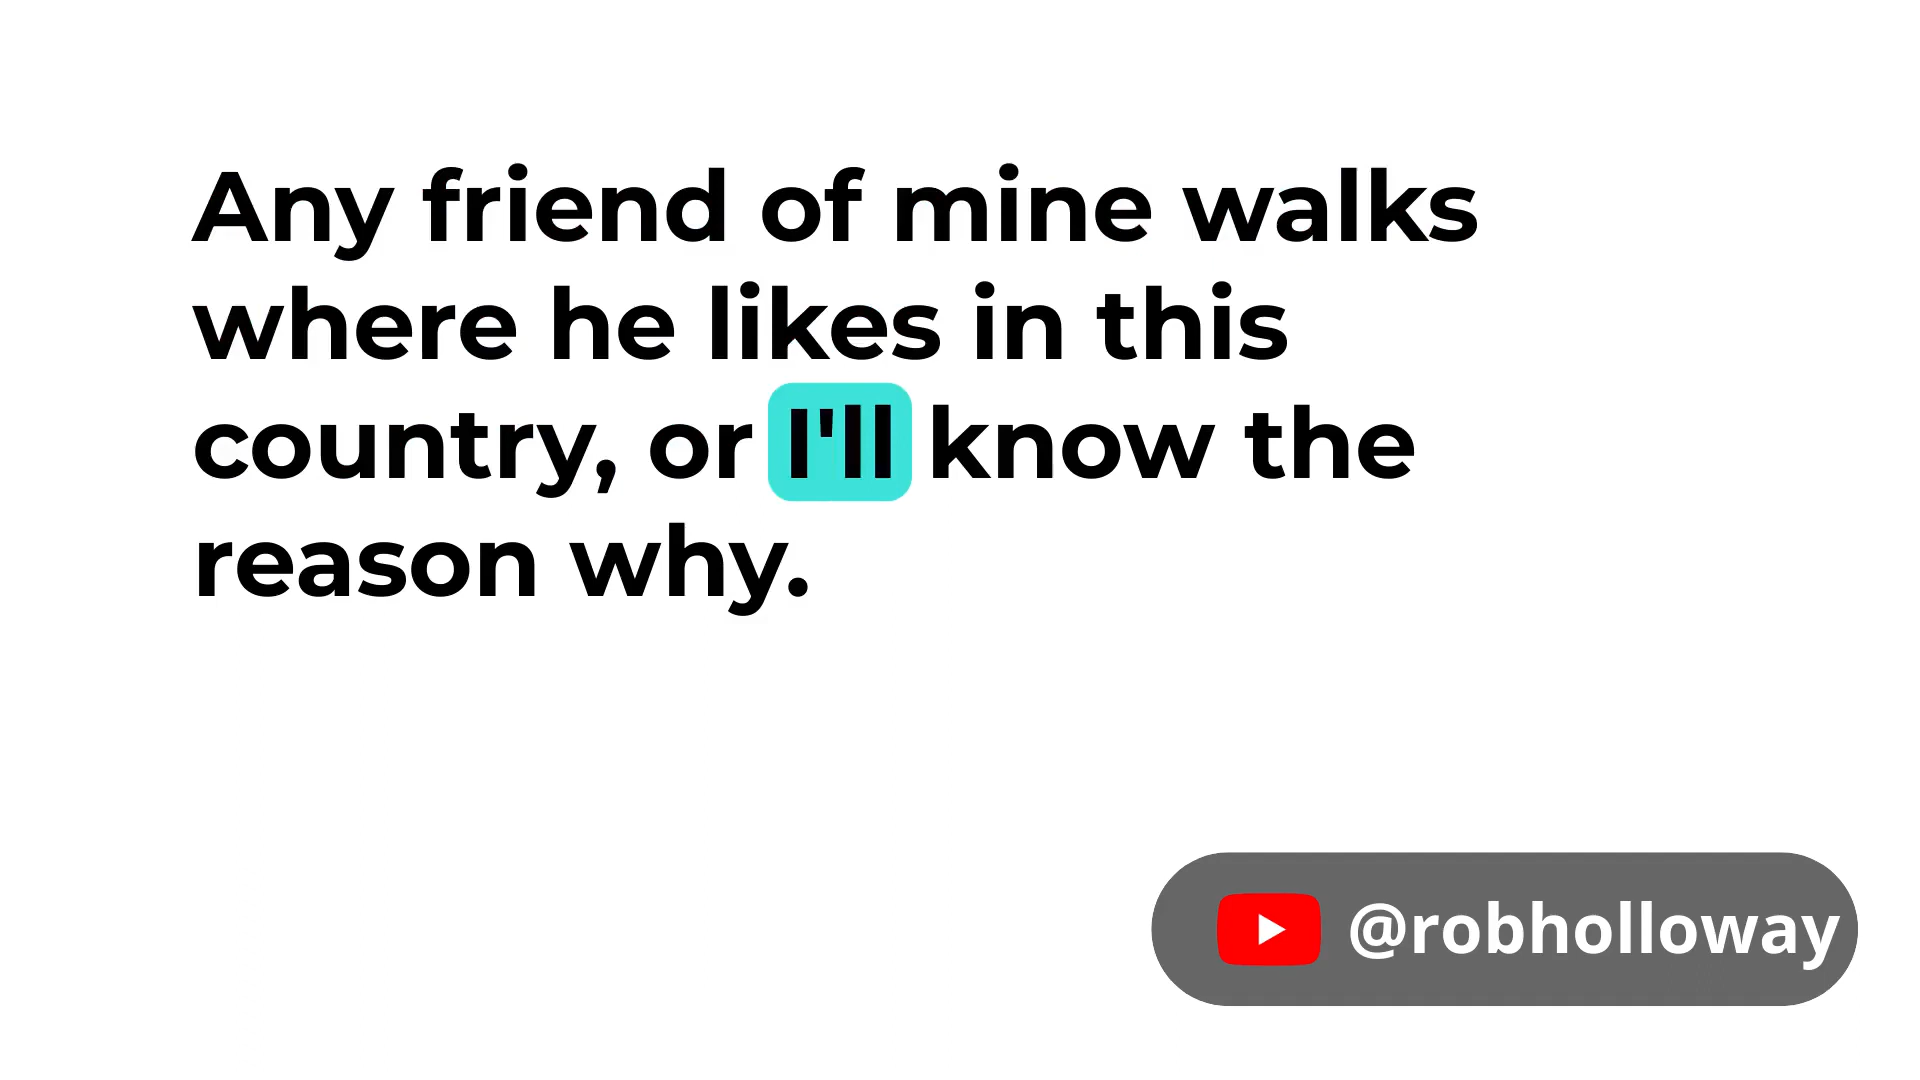 Any friend of mine walks
where he likes in this
country, or I'll know the
reason why.
@robholloway